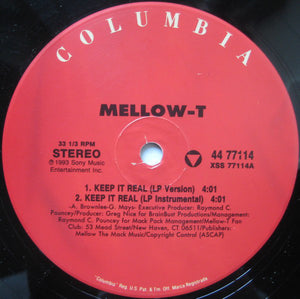 COLUMBIA
MELLOW-T
33 1/3 RPM
STEREO
℗ 1993 Sony Music
Entertainment Inc.
44 77114
XSS 77114A
1. KEEP IT REAL (LP Version) 4:01
2. KEEP IT REAL (LP Instrumental) 4:01
-A. Brownlee-G. Mays- Executive Producer: Raymond C.
Pouncey/Producer: Greg Nice for BrainBust Productions/Management:
Raymond C. Pouncey for Mack Pack Management/Mellow-T Fan
Club: 53 Mead Street/New Haven, CT 06511/Publishers:
Mellow The Mack Music/Copyright Control (ASCAP)
"Columbia" Reg. U.S. Pat. & Tm. Off. Marca Registrada